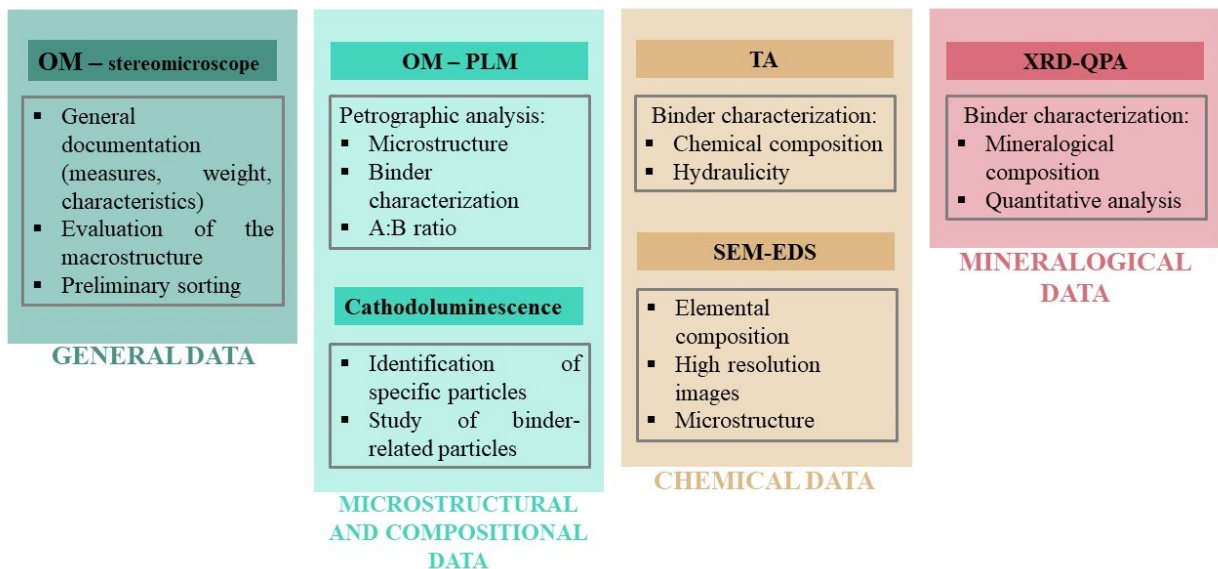 OM – stereomicroscope
▪ General
documentation
(measures, weight,
characteristics)
▪ Evaluation of the
macrostructure
▪ Preliminary sorting
GENERAL DATA
OM – PLM
Petrographic analysis:
▪ Microstructure
▪ Binder
characterization
▪ A:B ratio
Cathodoluminescence
▪ Identification of
specific particles
▪ Study of binder-
related particles
MICROSTRUCTURAL
AND COMPOSITIONAL
DATA
TA
Binder characterization:
▪ Chemical composition
▪ Hydraulicity
SEM-EDS
▪ Elemental
composition
▪ High resolution
images
▪ Microstructure
CHEMICAL DATA
XRD-QPA
Binder characterization:
▪ Mineralogical
composition
▪ Quantitative analysis
MINERALOGICAL
DATA